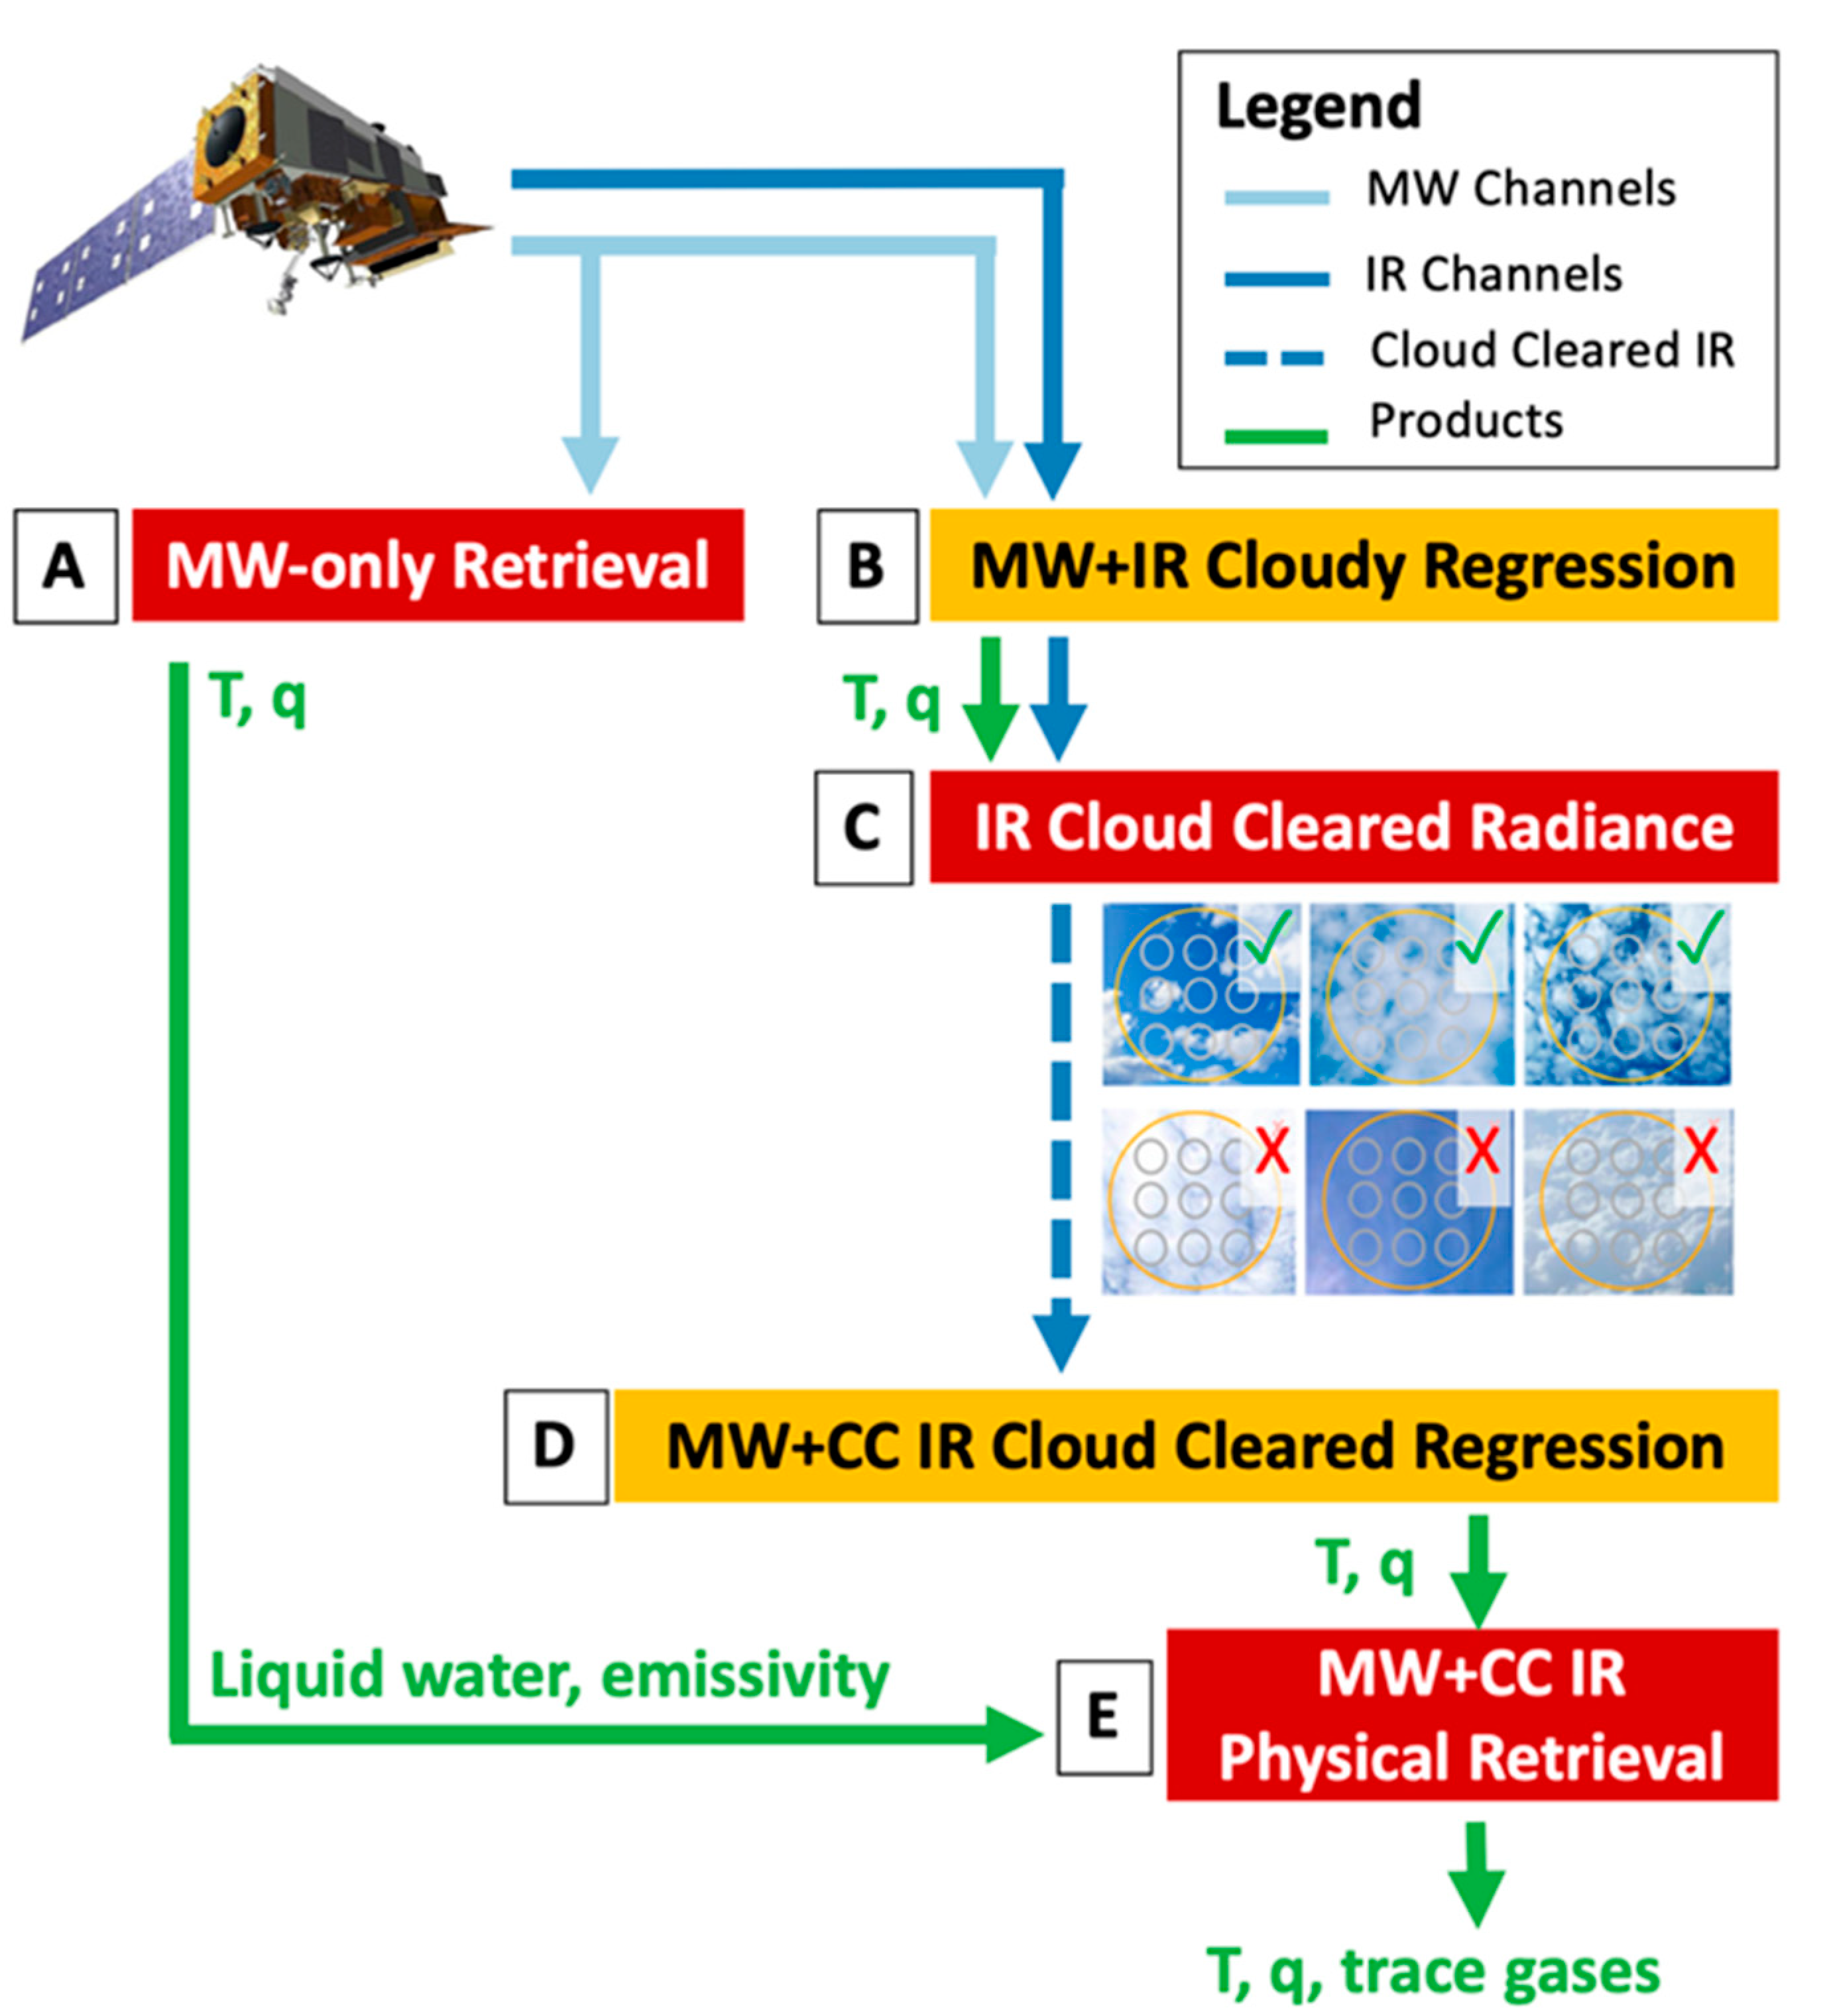 Legend
MW Channels
IR Channels
Cloud Cleared IR
Products
A
MW-only Retrieval
B
MW+IR Cloudy Regression
T, q
T, q
C
IR Cloud Cleared Radiance
X
X
X
D
MW+CC IR Cloud Cleared Regression
T, q
Liquid water, emissivity
E
MW+CC IR
Physical Retrieval
T, q, trace gases